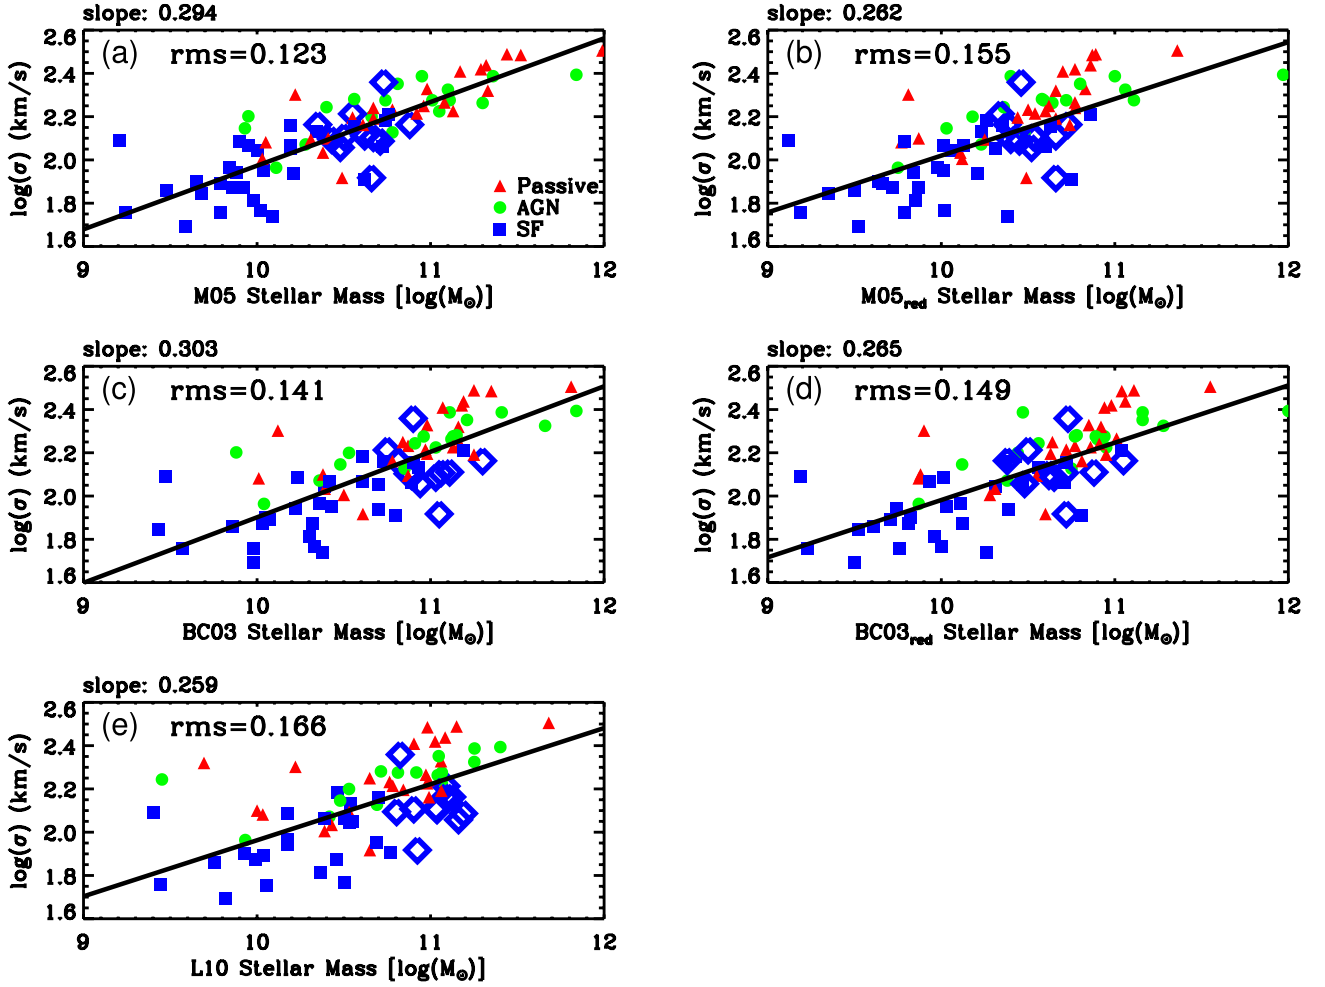 slope: 0.294
(a) rms=0.123
2.6
2.4
2.2
2.0
1.8
1.6
log(σ) (km/s)
Passive
AGN
SF
9 10 11 12
M05 Stellar Mass [log(M⊙)]
slope: 0.262
(b) rms=0.155
2.6
2.4
2.2
2.0
1.8
1.6
log(σ) (km/s)
9 10 11 12
M05red Stellar Mass [log(M⊙)]
slope: 0.303
(c) rms=0.141
2.6
2.4
2.2
2.0
1.8
1.6
log(σ) (km/s)
9 10 11 12
BC03 Stellar Mass [log(M⊙)]
slope: 0.265
(d) rms=0.149
2.6
2.4
2.2
2.0
1.8
1.6
log(σ) (km/s)
9 10 11 12
BC03red Stellar Mass [log(M⊙)]
slope: 0.259
(e) rms=0.166
2.6
2.4
2.2
2.0
1.8
1.6
log(σ) (km/s)
9 10 11 12
L10 Stellar Mass [log(M⊙)]